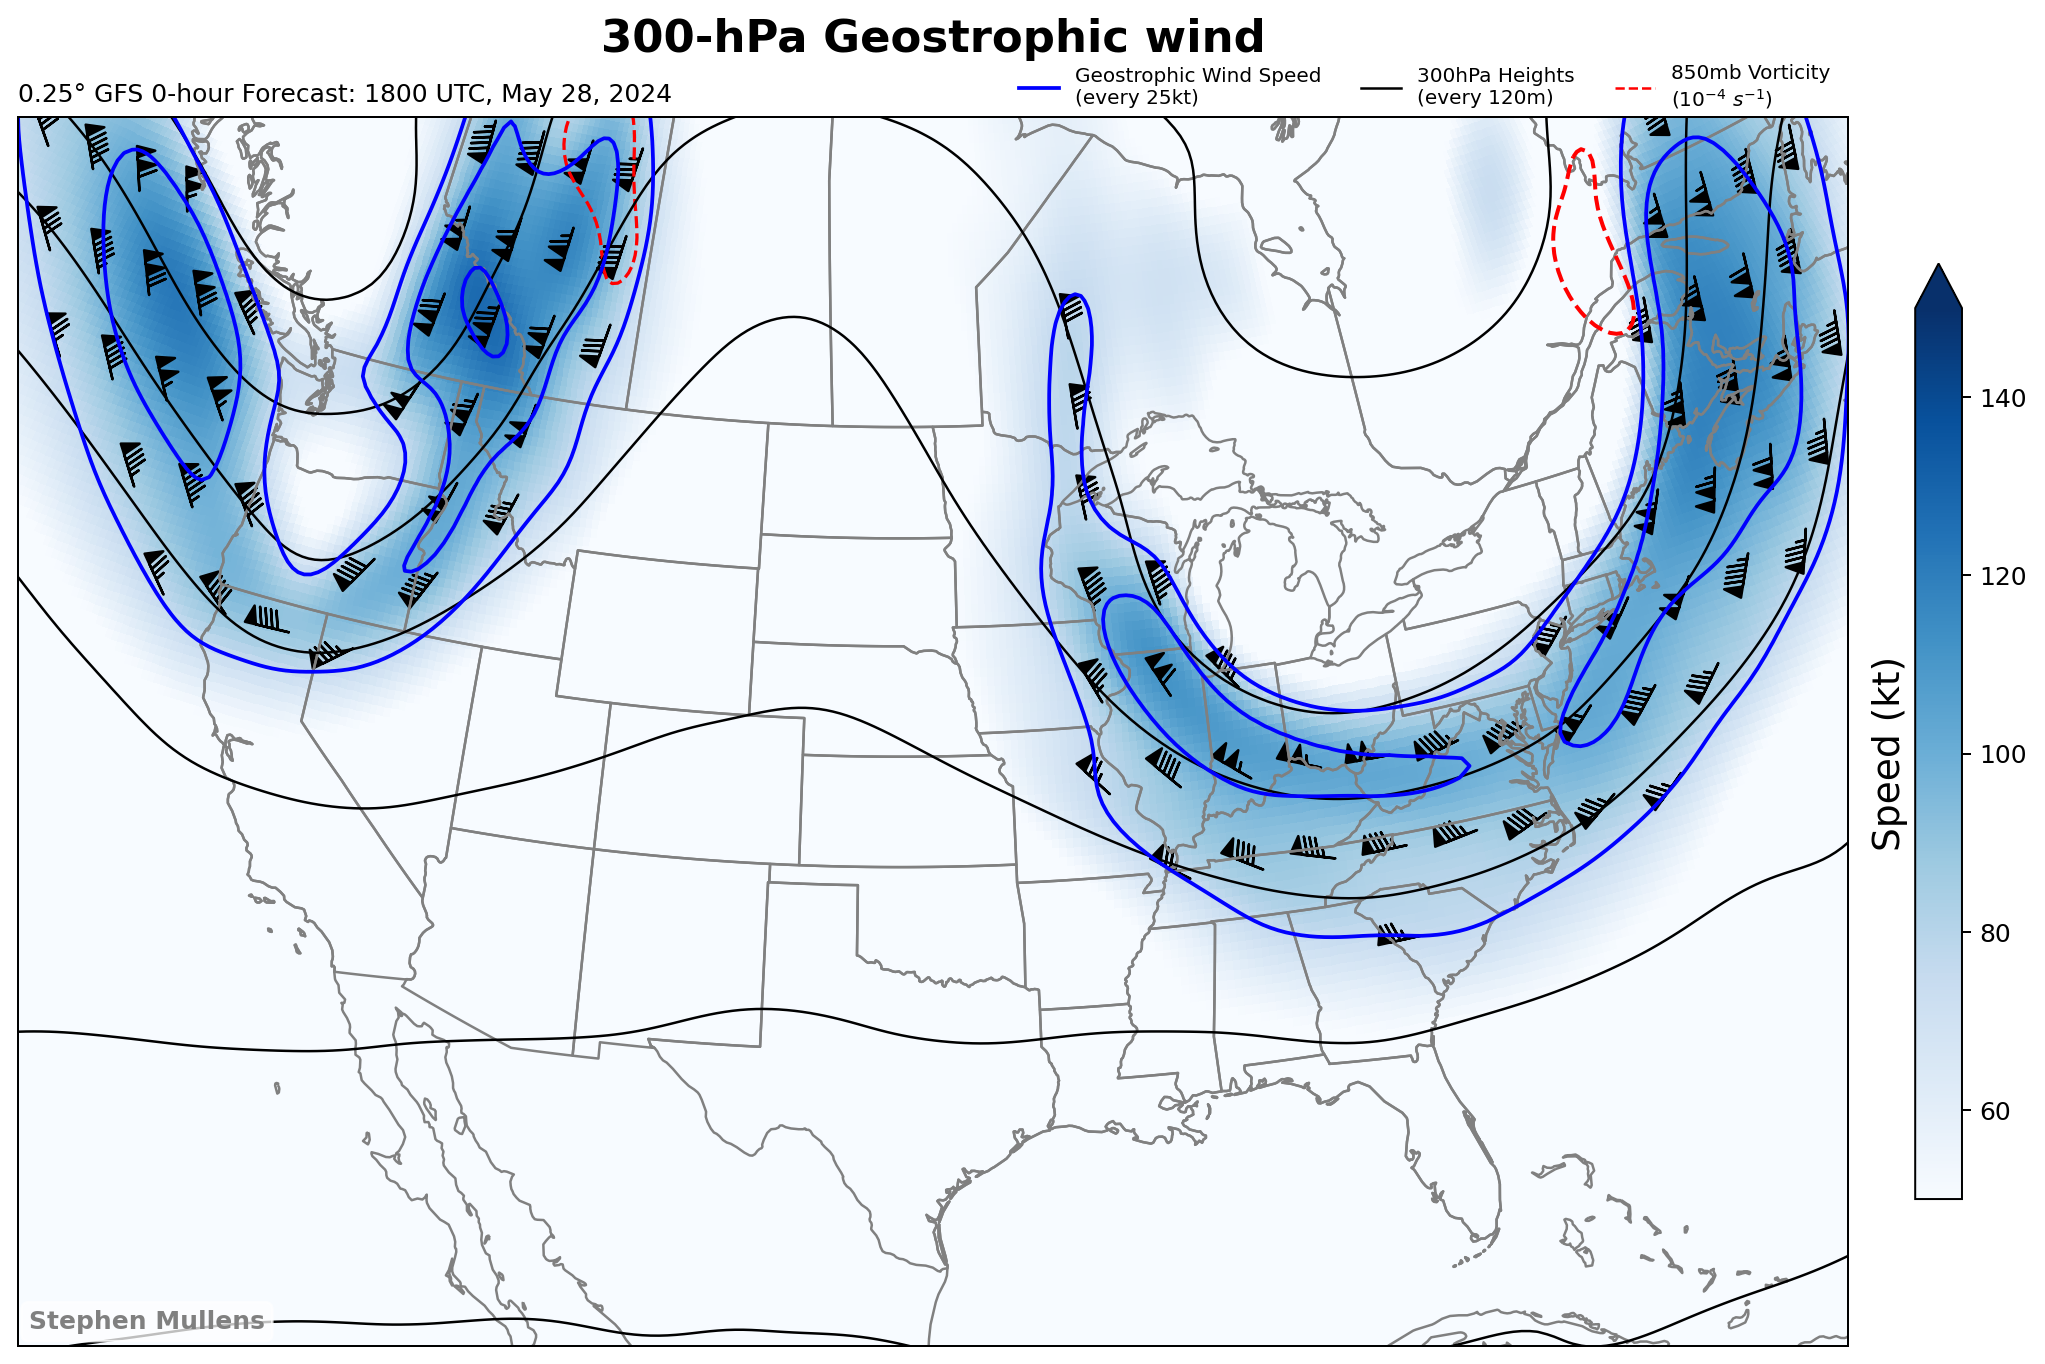 300-hPa Geostrophic wind
0.25° GFS 0-hour Forecast: 1800 UTC, May 28, 2024
Geostrophic Wind Speed
(every 25kt)
300hPa Heights
(every 120m)
850mb Vorticity
(10⁻⁴ s⁻¹)
140
120
100
80
60
Speed (kt)
Stephen Mullens